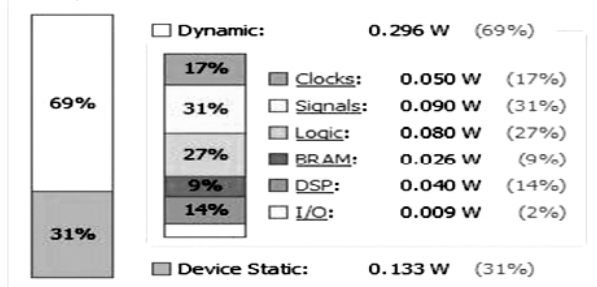 Dynamic: 0.296 W (69%)
17%
Clocks: 0.050 W (17%)
69%
31%
Signals: 0.090 W (31%)
Logic: 0.080 W (27%)
27%
BRAM: 0.026 W (9%)
9%
DSP: 0.040 W (14%)
14%
I/O: 0.009 W (2%)
31%
Device Static: 0.133 W (31%)